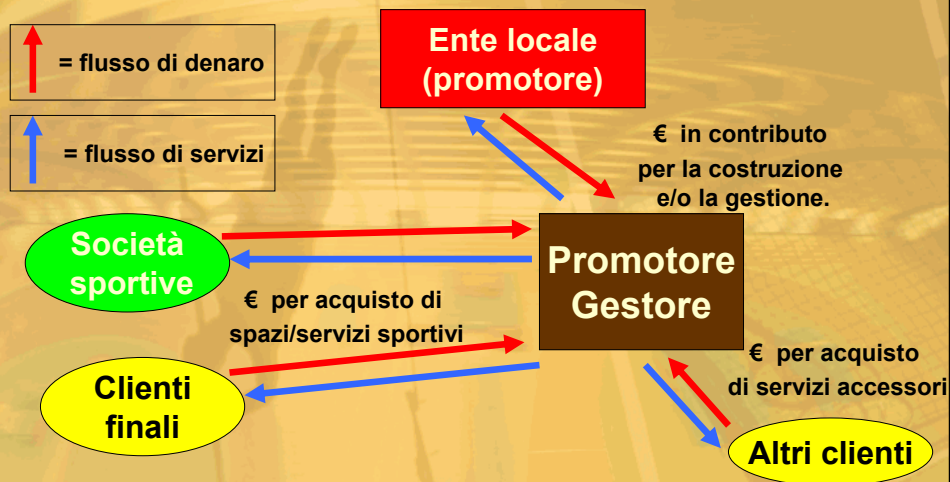 = flusso di denaro
= flusso di servizi
Ente locale
(promotore)
€ in contributo
per la costruzione
e/o la gestione.
Società
sportive
Promotore
Gestore
€ per acquisto di
spazi/servizi sportivi
Clienti
finali
€ per acquisto
di servizi accessori
Altri clienti